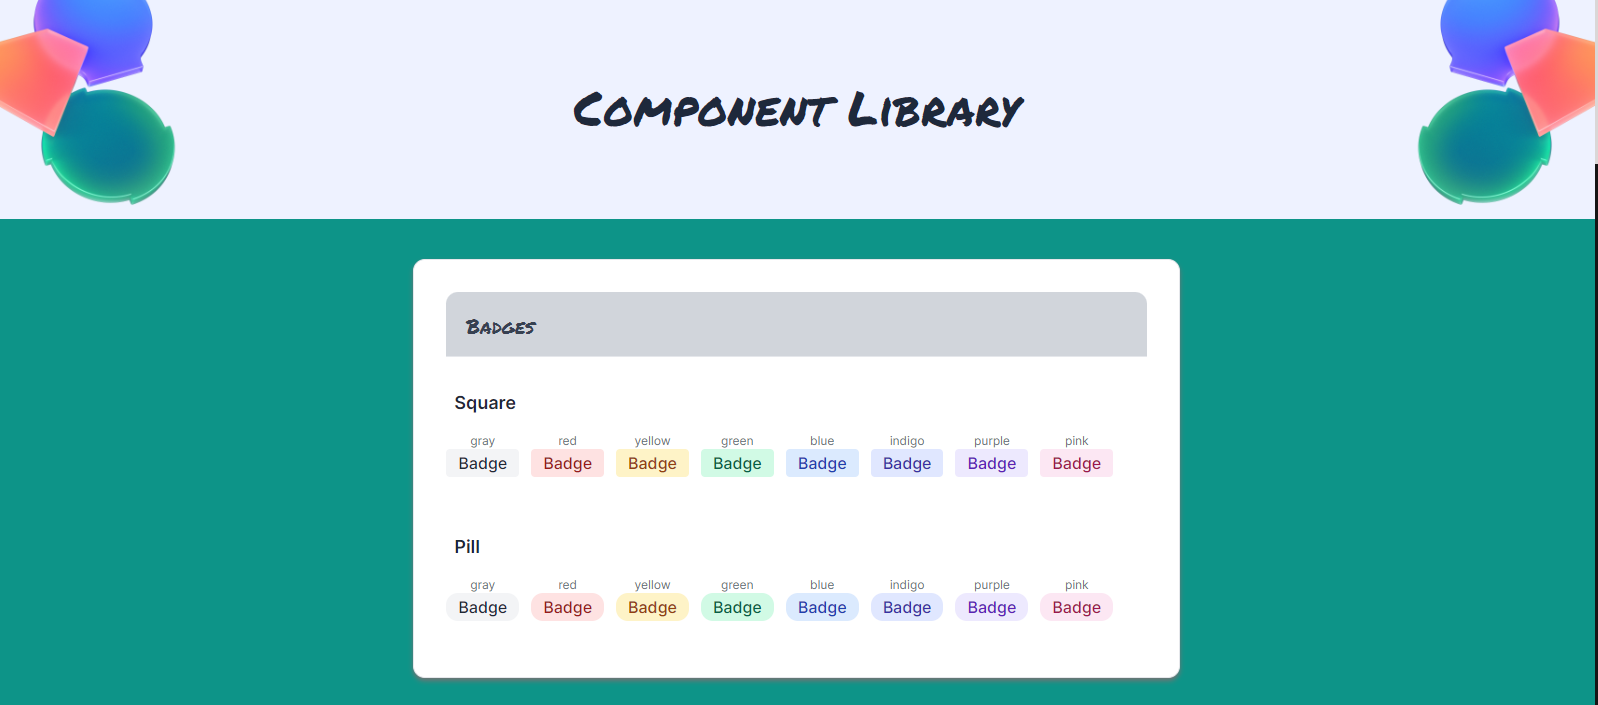 Component Library
Badges
Square
gray red yellow green blue indigo purple pink
Badge Badge Badge Badge Badge Badge Badge Badge
Pill
gray red yellow green blue indigo purple pink
Badge Badge Badge Badge Badge Badge Badge Badge